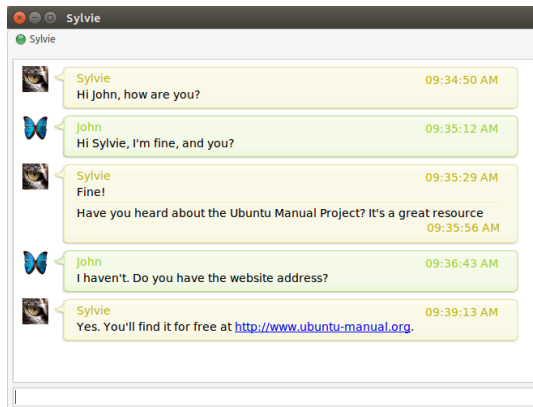 Sylvie
Sylvie
Sylvie 09:34:50 AM
Hi John, how are you?
John 09:35:12 AM
Hi Sylvie, I'm fine, and you?
Sylvie 09:35:29 AM
Fine!
Have you heard about the Ubuntu Manual Project? It's a great resource
09:35:56 AM
John 09:36:43 AM
I haven't. Do you have the website address?
Sylvie 09:39:13 AM
Yes. You'll find it for free at http://www.ubuntu-manual.org.